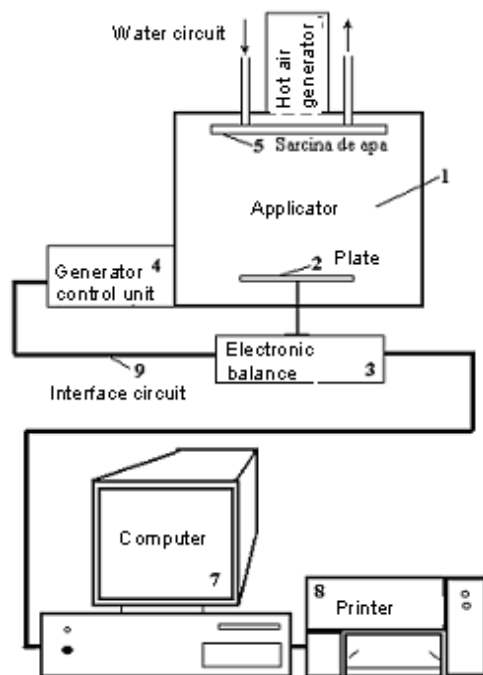 Water circuit
Hot air
generator
5 Sarcina de apa
1
Applicator
2 Plate
Generator 4
control unit
Electronic
balance 3
9
Interface circuit
Computer
7
8
Printer